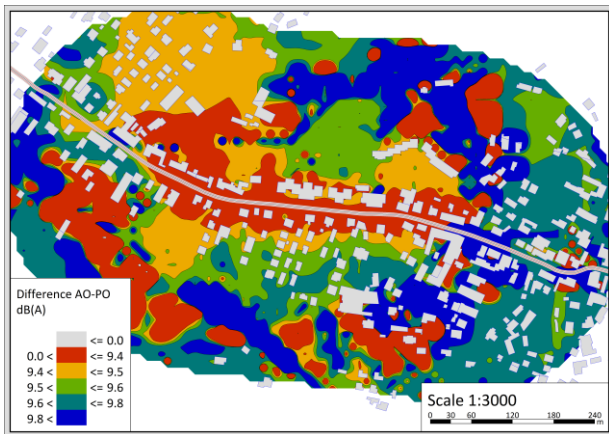 Difference AO-PO
dB(A)
<= 0.0
0.0 < <= 9.4
9.4 < <= 9.5
9.5 < <= 9.6
9.6 < <= 9.8
9.8 <
Scale 1:3000
0 30 60 120 180 240
m